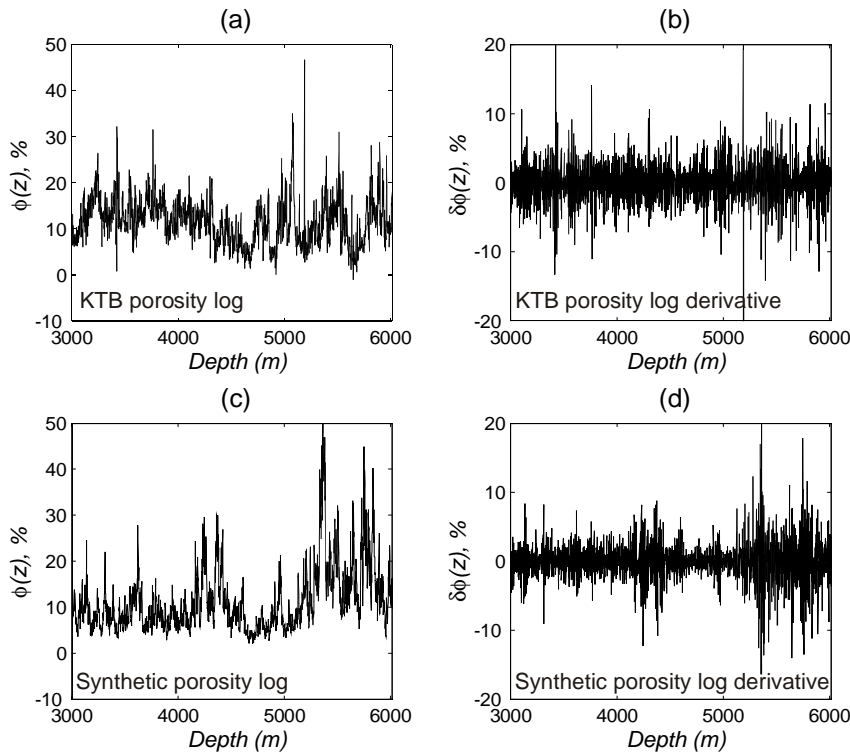 (a)
50
40
30
20
10
0
-10
ϕ(z), %
KTB porosity log
3000 4000 5000 6000
Depth (m)
(b)
20
10
0
-10
-20
δϕ(z), %
KTB porosity log derivative
3000 4000 5000 6000
Depth (m)
(c)
50
40
30
20
10
0
-10
ϕ(z), %
Synthetic porosity log
3000 4000 5000 6000
Depth (m)
(d)
20
10
0
-10
-20
δϕ(z), %
Synthetic porosity log derivative
3000 4000 5000 6000
Depth (m)